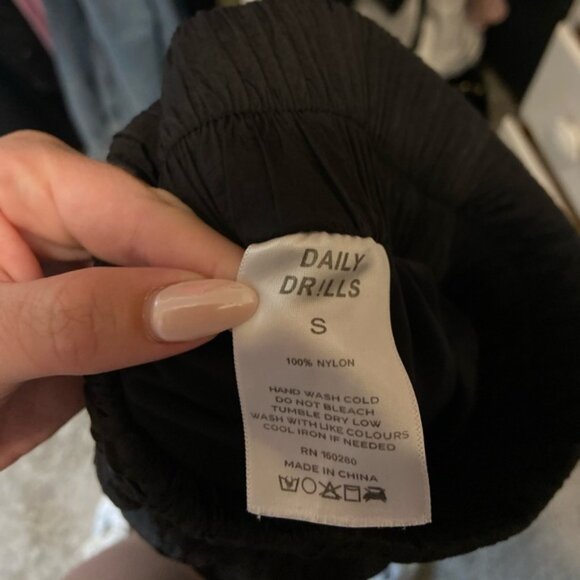 DAILY
DR!LLS
S
100% NYLON
HAND WASH COLD
DO NOT BLEACH
TUMBLE DRY LOW
WASH WITH LIKE COLOURS
COOL IRON IF NEEDED
RN 160280
MADE IN CHINA